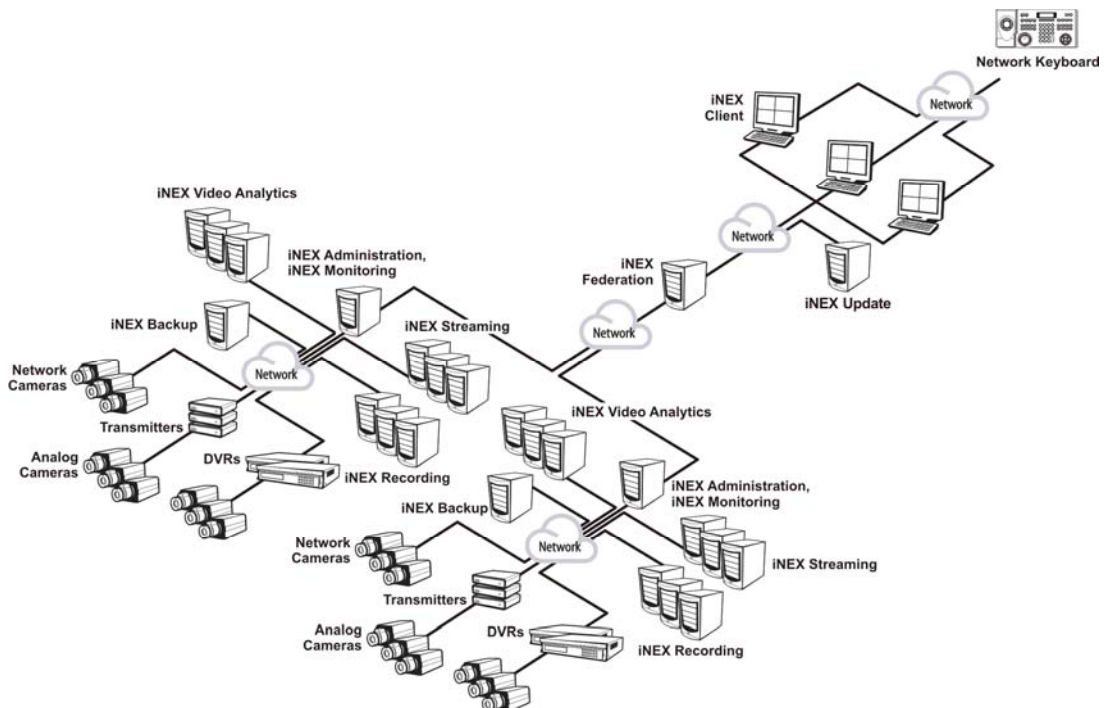 Network Keyboard
iNEX
Client
Network
iNEX Video Analytics
Network
iNEX Administration,
iNEX Monitoring
iNEX
Federation
iNEX Update
iNEX Backup
iNEX Streaming
Network
Network
Network
Cameras
iNEX Video Analytics
Transmitters
Analog
Cameras
DVRs
iNEX Recording
iNEX Administration,
iNEX Monitoring
iNEX Backup
Network
Cameras
Network
iNEX Streaming
Transmitters
Analog
Cameras
DVRs
iNEX Recording